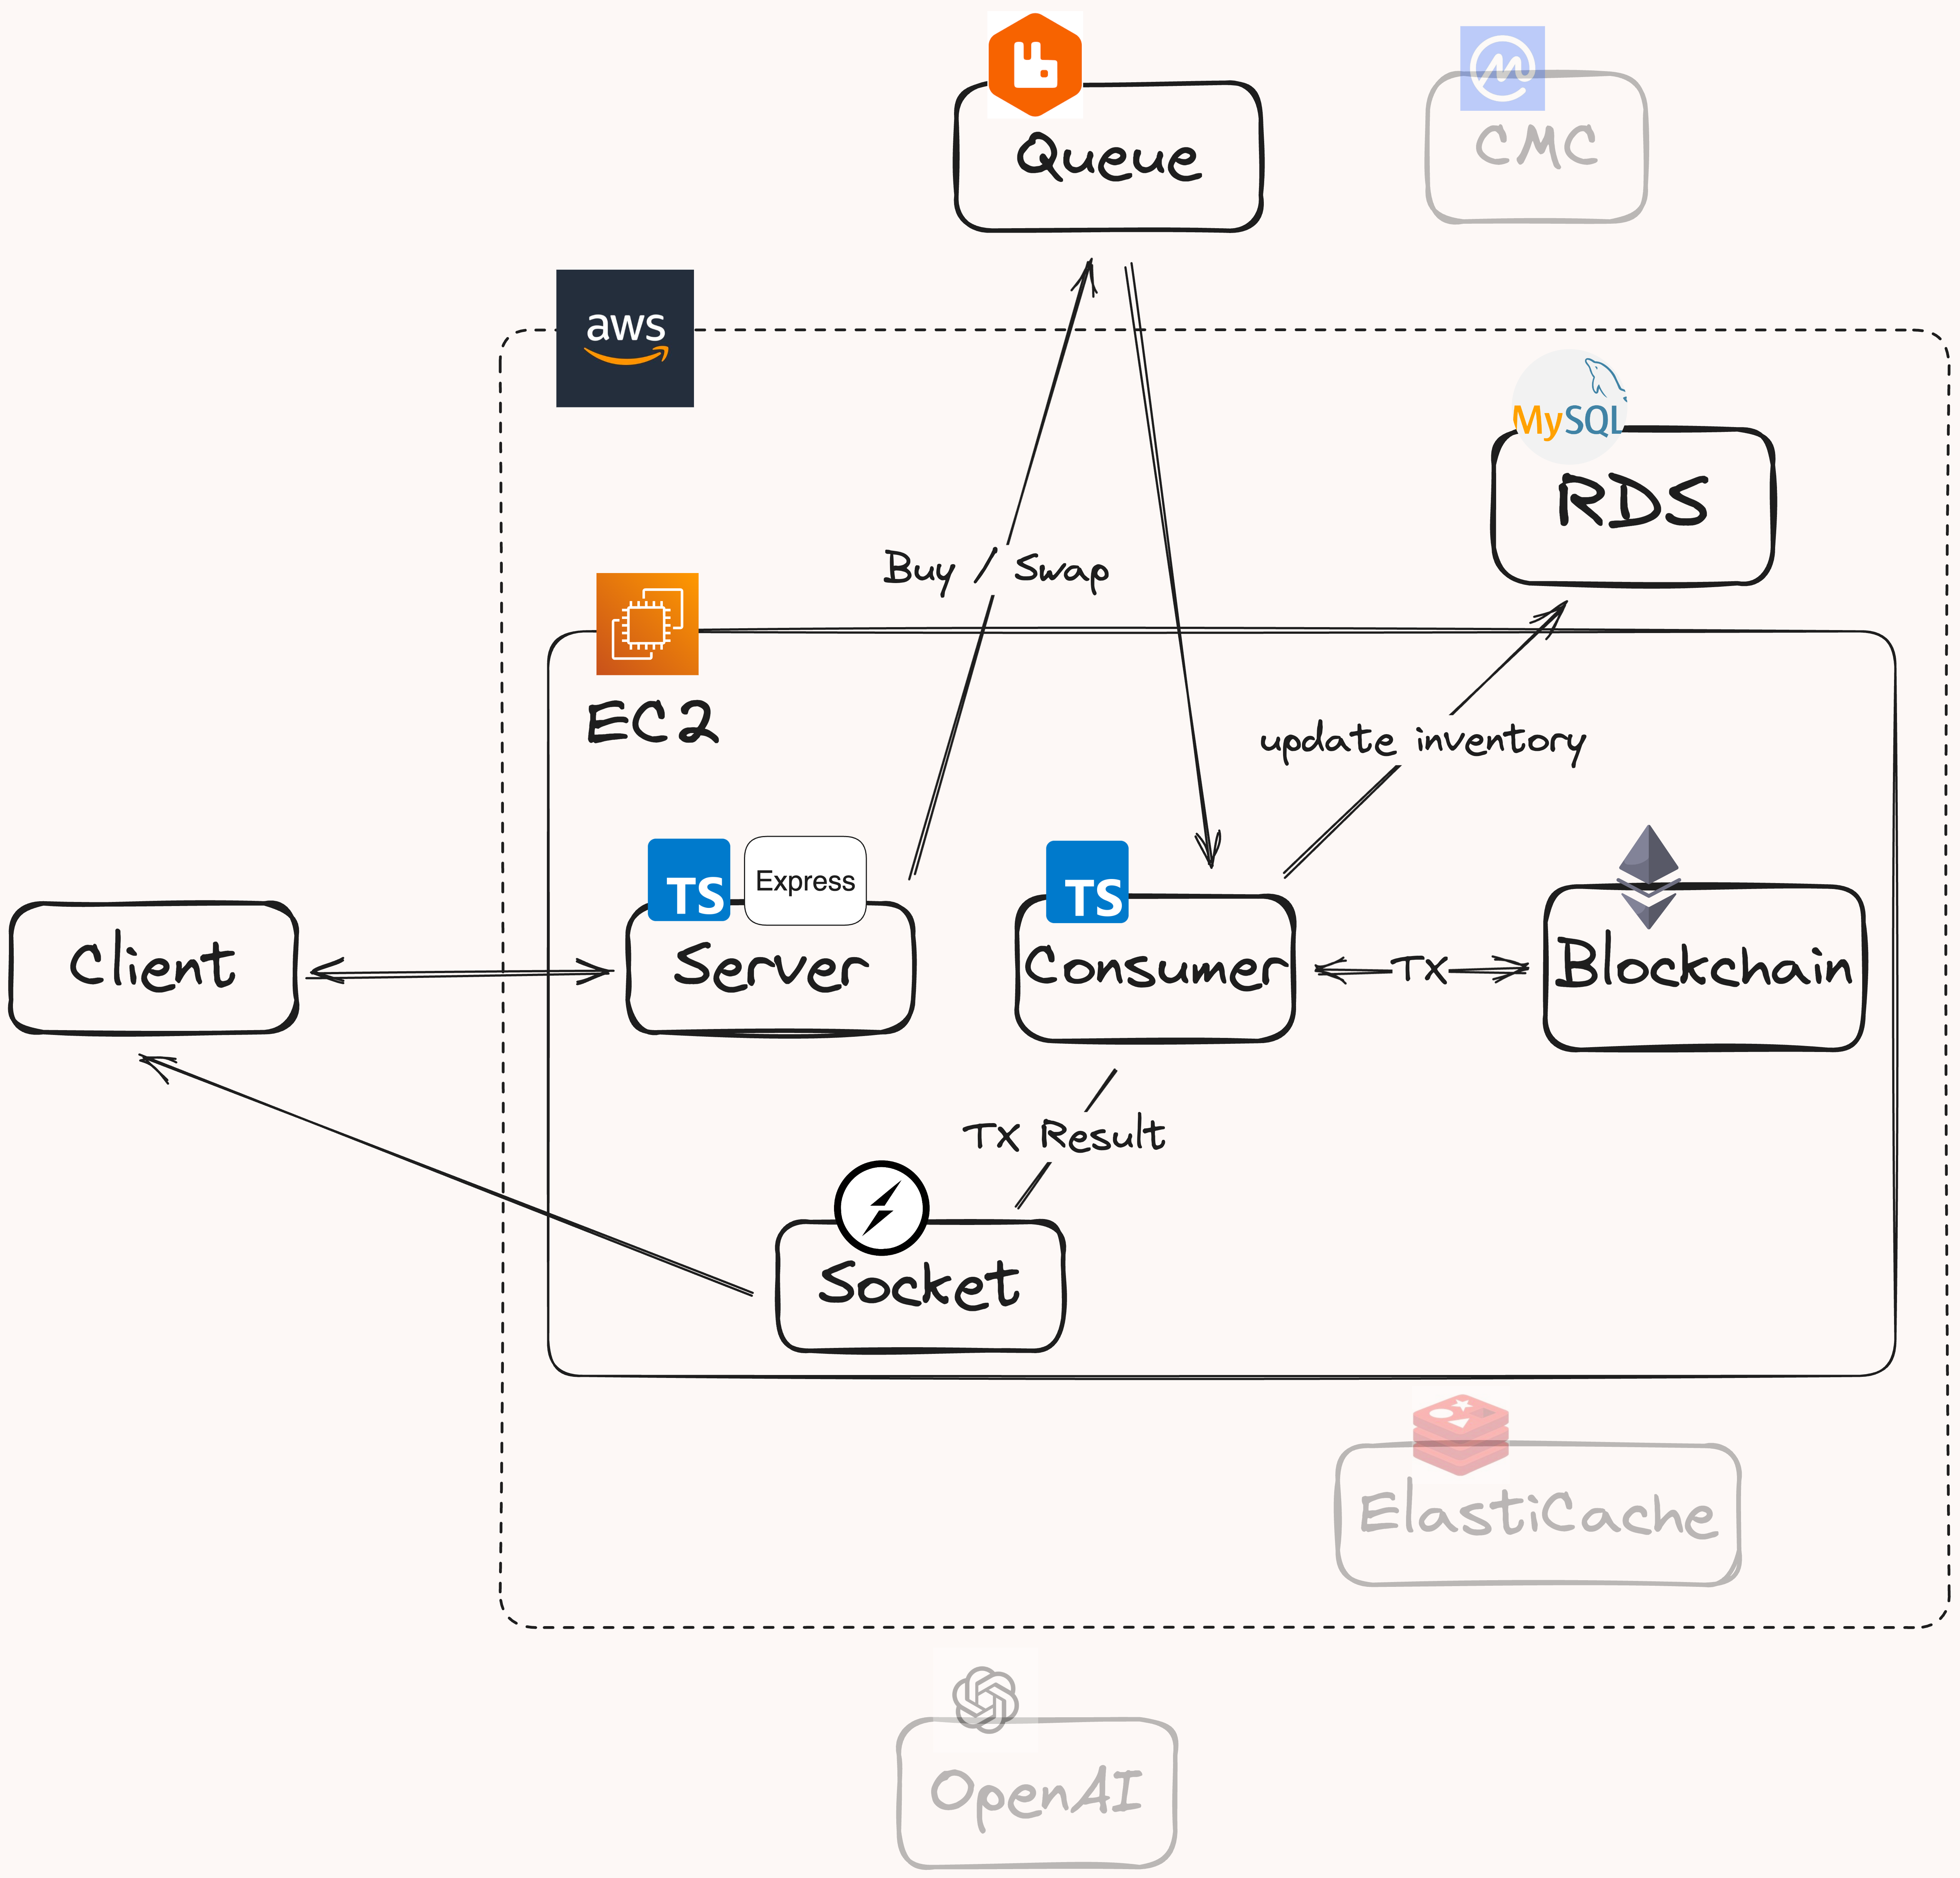 Queue
CMC
aws
MySQL
RDS
Buy / Swap
EC2
update inventory
TS
Express
TS
Client
Server
Consumer
TX
Blockchain
TX Result
Socket
ElastiCache
OpenAI